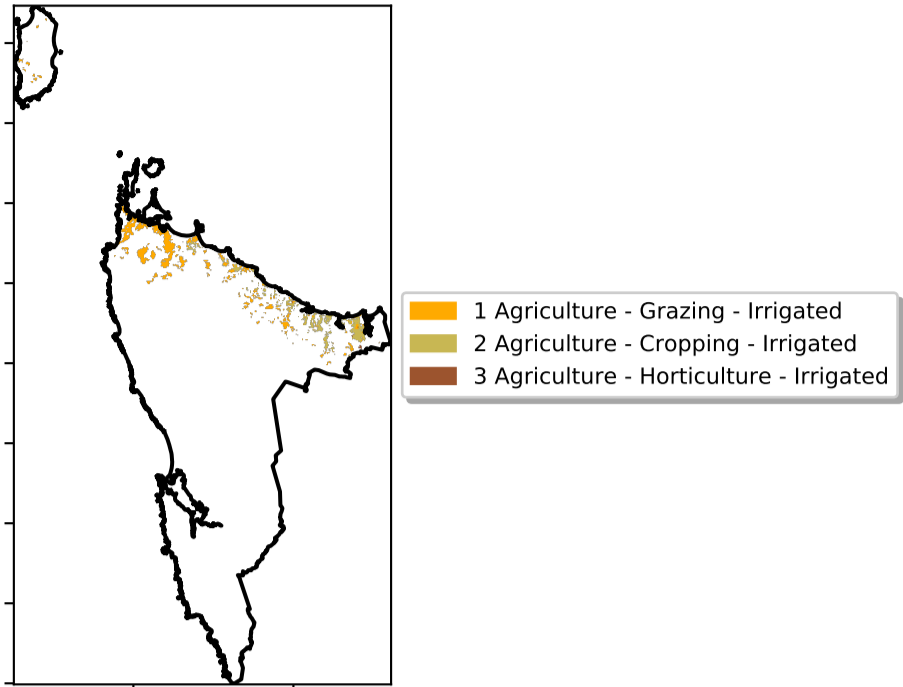 1 Agriculture - Grazing - Irrigated
2 Agriculture - Cropping - Irrigated
3 Agriculture - Horticulture - Irrigated